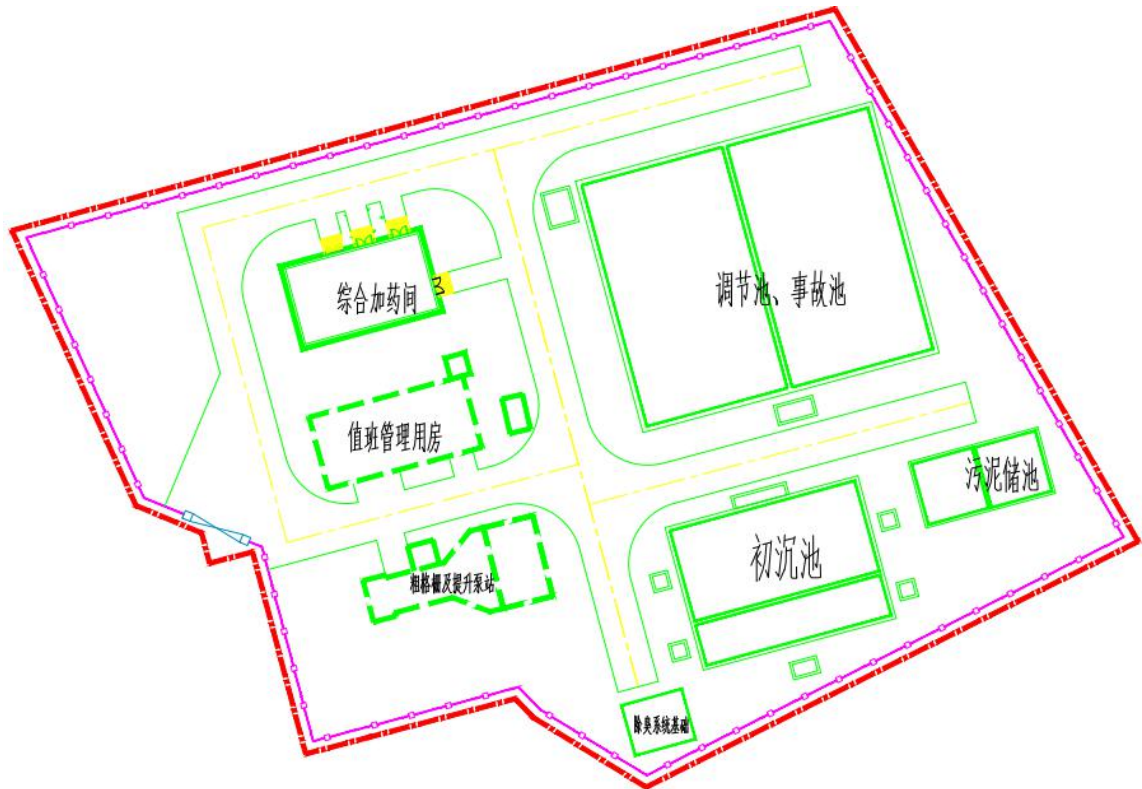 综合加药间
调节池、事故池
值班管理用房
污泥储池
初沉池
粗格栅及提升泵站
除臭系统基础